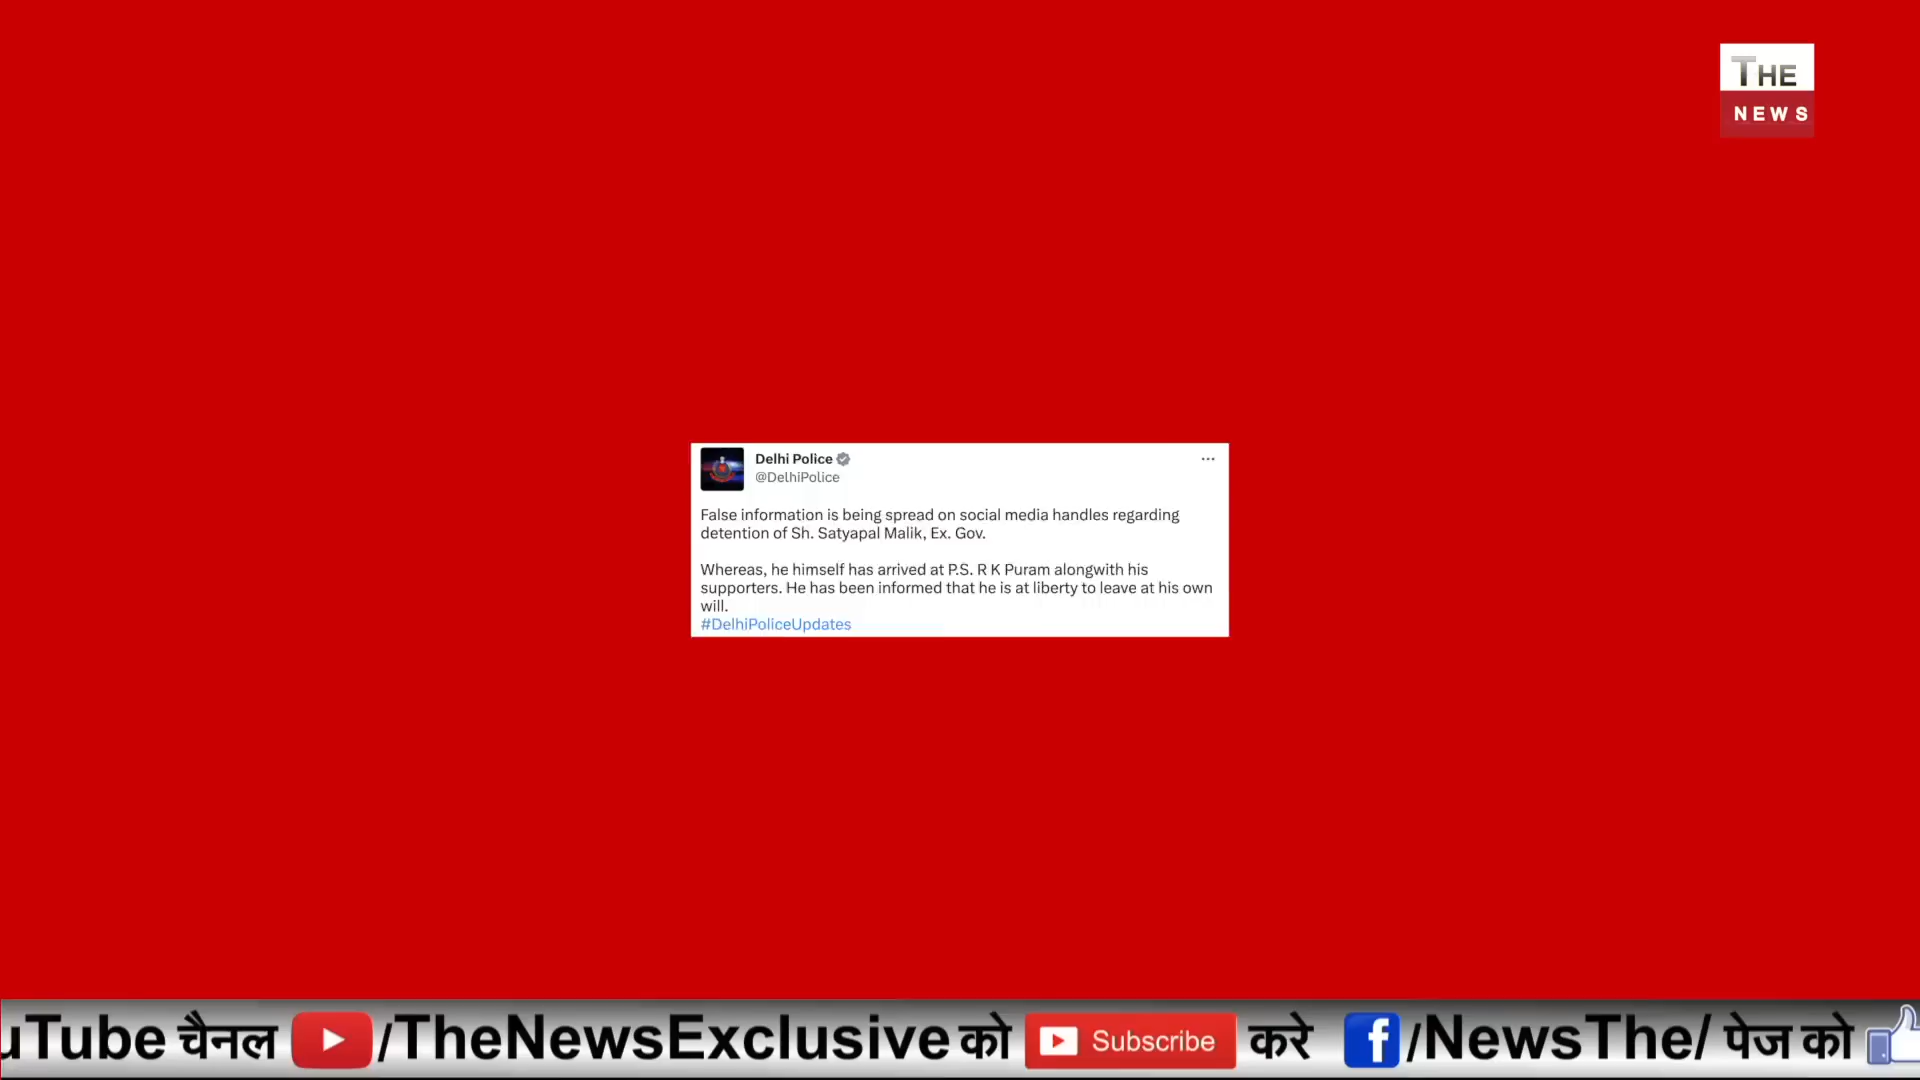 THE
NEWS
Delhi Police
@DelhiPolice
False information is being spread on social media handles regarding
detention of Sh. Satyapal Malik, Ex. Gov.
Whereas, he himself has arrived at P.S. R K Puram alongwith his
supporters. He has been informed that he is at liberty to leave at his own
will.
#DelhiPoliceUpdates
uTube चैनल /TheNewsExclusive को Subscribe करे f /NewsThe/ पेज को